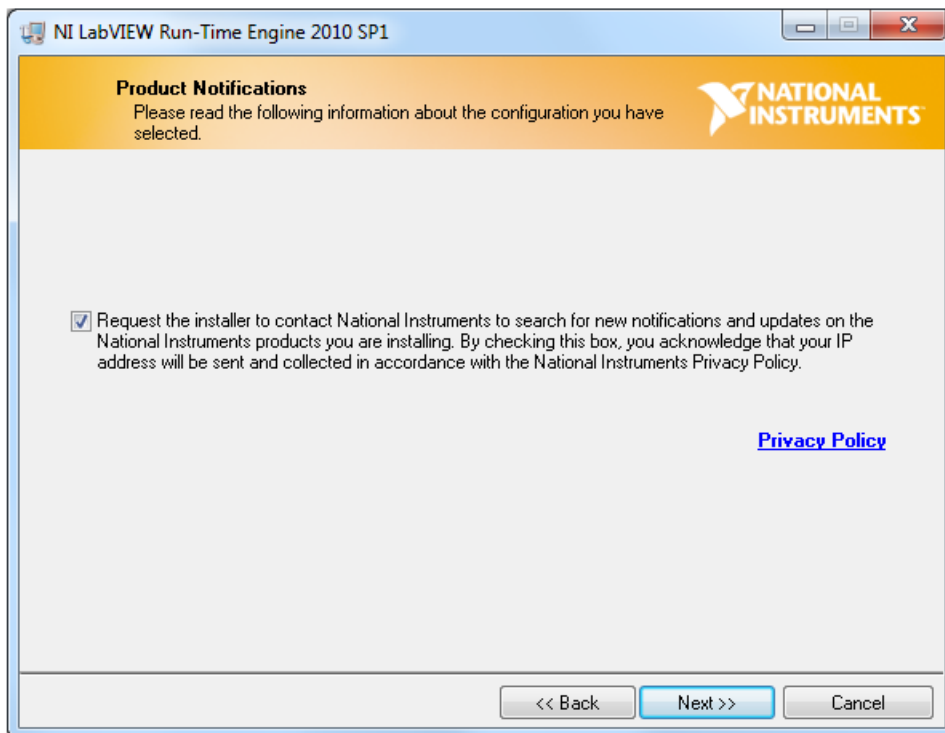 NI LabVIEW Run-Time Engine 2010 SP1
Product Notifications
Please read the following information about the configuration you have
selected.
NATIONAL
INSTRUMENTS
Request the installer to contact National Instruments to search for new notifications and updates on the
National Instruments products you are installing. By checking this box, you acknowledge that your IP
address will be sent and collected in accordance with the National Instruments Privacy Policy.
Privacy Policy
<< Back
Next >>
Cancel